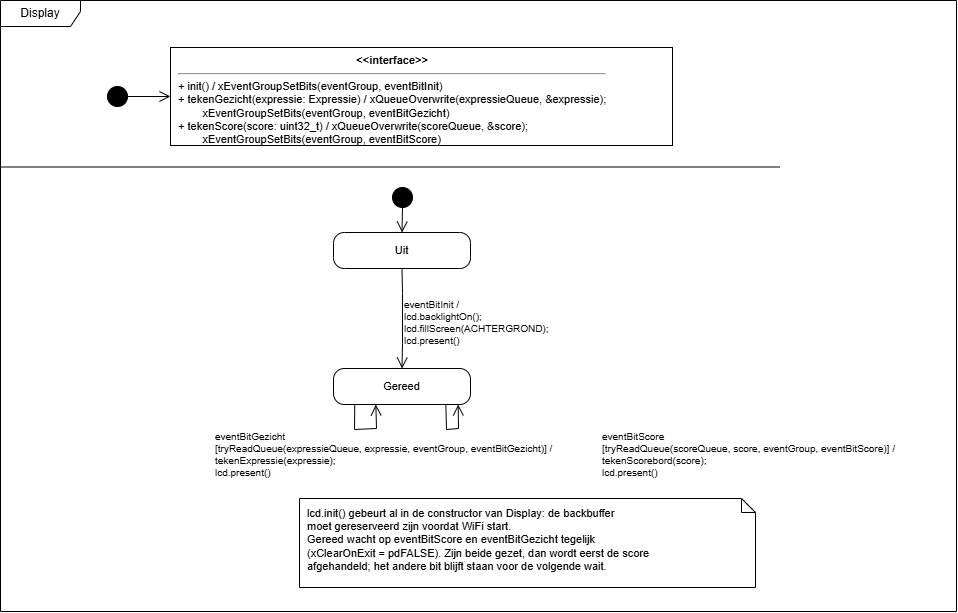 Display
<<interface>>
+ init() / xEventGroupSetBits(eventGroup, eventBitInit)
+ tekenGezicht(expressie: Expressie) / xQueueOverwrite(expressieQueue, &expressie);
xEventGroupSetBits(eventGroup, eventBitGezicht)
+ tekenScore(score: uint32_t) / xQueueOverwrite(scoreQueue, &score);
xEventGroupSetBits(eventGroup, eventBitScore)
Uit
eventBitInit /
lcd.backlightOn();
lcd.fillScreen(ACHTERGROND);
lcd.present()
Gereed
eventBitGezicht
[tryReadQueue(expressieQueue, expressie, eventGroup, eventBitGezicht)] /
tekenExpressie(expressie);
lcd.present()
eventBitScore
[tryReadQueue(scoreQueue, score, eventGroup, eventBitScore)] /
tekenScorebord(score);
lcd.present()
lcd.init() gebeurt al in de constructor van Display: de backbuffer
moet gereserveerd zijn voordat WiFi start.
Gereed wacht op eventBitScore en eventBitGezicht tegelijk
(xClearOnExit = pdFALSE). Zijn beide gezet, dan wordt eerst de score
afgehandeld; het andere bit blijft staan voor de volgende wait.